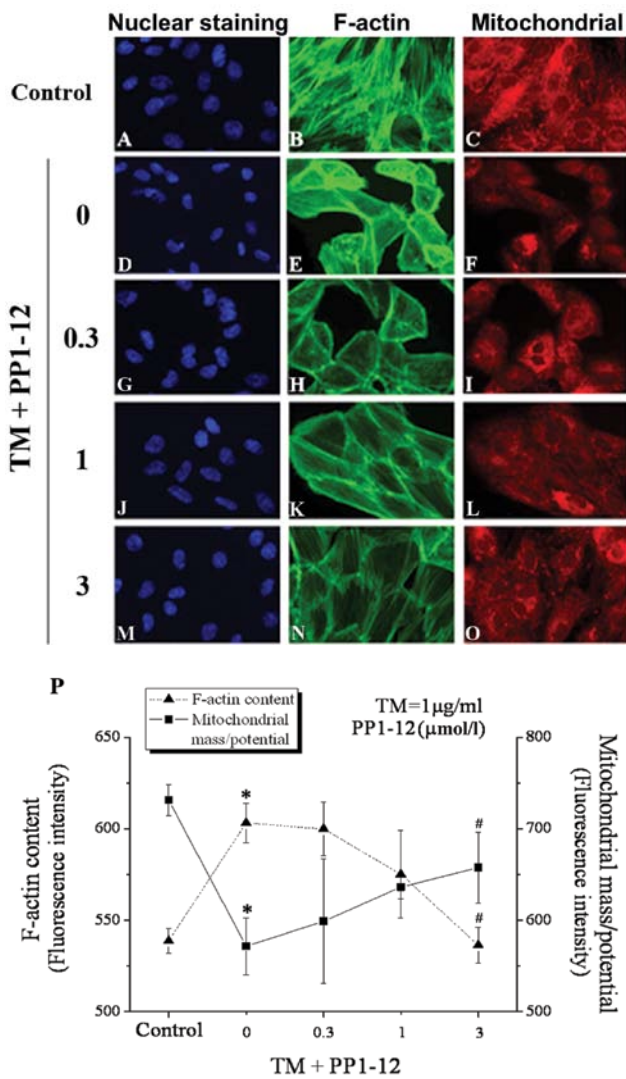 Nuclear staining F-actin Mitochondrial
Control
A B C
0
D E F
0.3
G H I
1
J K L
3
M N O
TM + PP1-12
P
F-actin content
Mitochondrial
mass/potential
TM=1μg/ml
PP1-12(μmol/l)
650 800
600 700
550 600
500 500
* * # #
F-actin content
(Fluorescence intensity)
Mitochondrial mass/potential
(Fluorescence intensity)
Control 0 0.3 1 3
TM + PP1-12